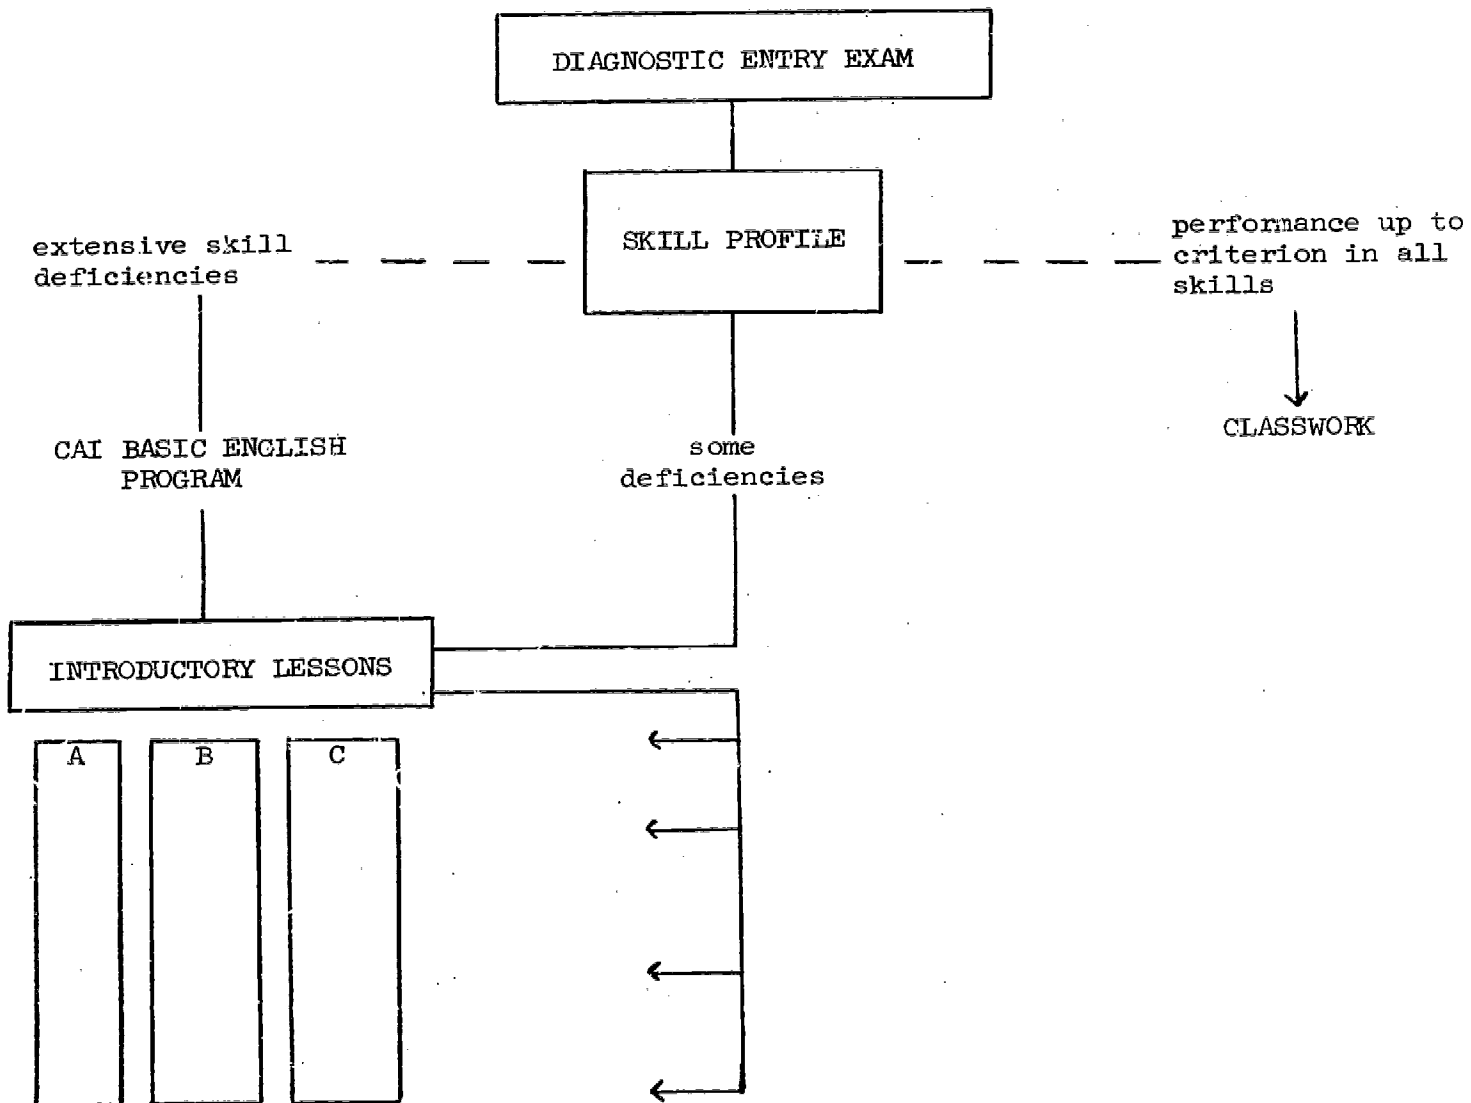 DIAGNOSTIC ENTRY EXAM
SKILL PROFILE
extensive skill
deficiencies
performance up to
criterion in all
skills
CAI BASIC ENGLISH
PROGRAM
some
deficiencies
CLASSWORK
INTRODUCTORY LESSONS
A
B
C